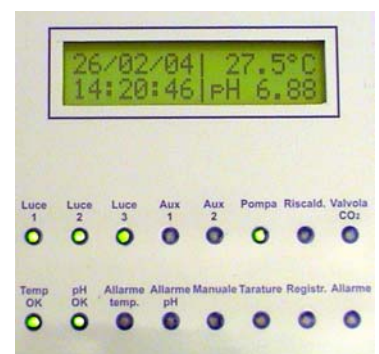 26/02/04| 27.5°C
14:20:46|pH 6.88
Luce 1 Luce 2 Luce 3 Aux 1 Aux 2 Pompa Riscald. Valvola CO2
Temp OK pH OK Allarme temp. Allarme pH Manuale Tarature Registr. Allarme